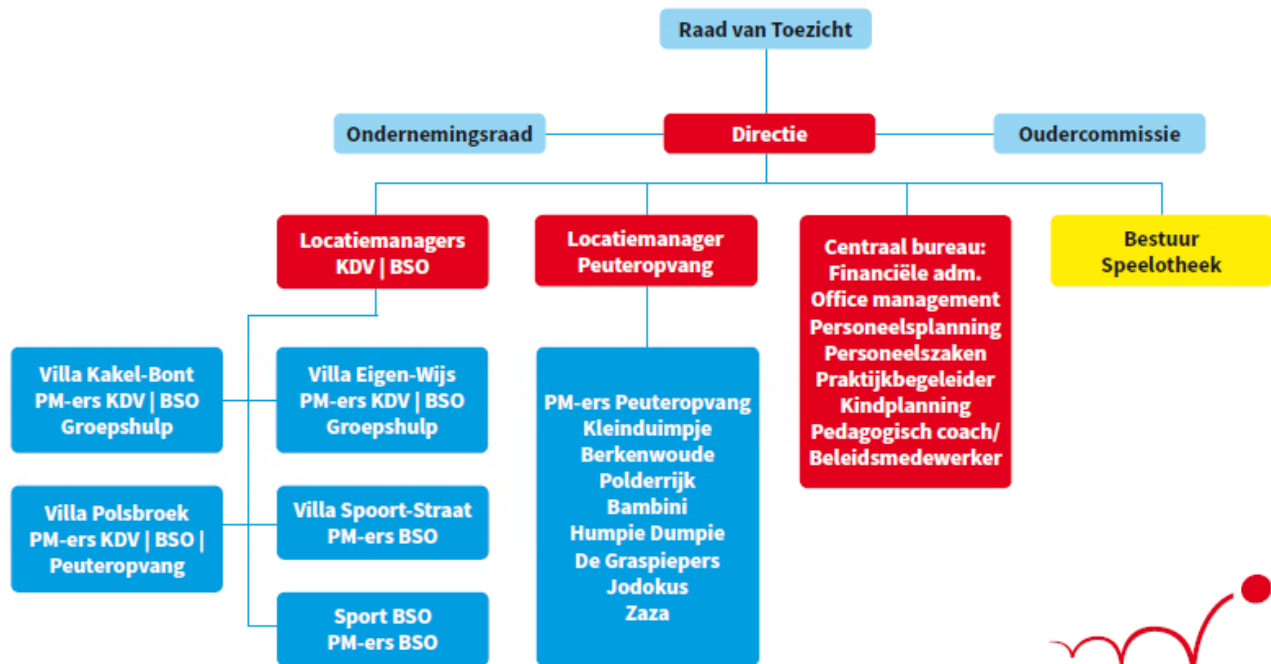 Raad van Toezicht
Ondernemingsraad
Directie
Oudercommissie
Locatiemanagers
KDV | BSO
Locatiemanager
Peuteropvang
Centraal bureau:
Financiële adm.
Office management
Personeelsplanning
Personeelszaken
Praktijkbegeleider
Kindplanning
Pedagogisch coach/
Beleidsmedewerker
Bestuur
Speelotheek
Villa Kakel-Bont
PM-ers KDV | BSO
Groepshulp
Villa Eigen-Wijs
PM-ers KDV | BSO
Groepshulp
Villa Polsbroek
PM-ers KDV | BSO |
Peuteropvang
Villa Spoort-Straat
PM-ers BSO
Sport BSO
PM-ers BSO
PM-ers Peuteropvang
Kleinduimpje
Berkenwoude
Polderrijk
Bambini
Humpie Dumpie
De Graspiepers
Jodokus
Zaza